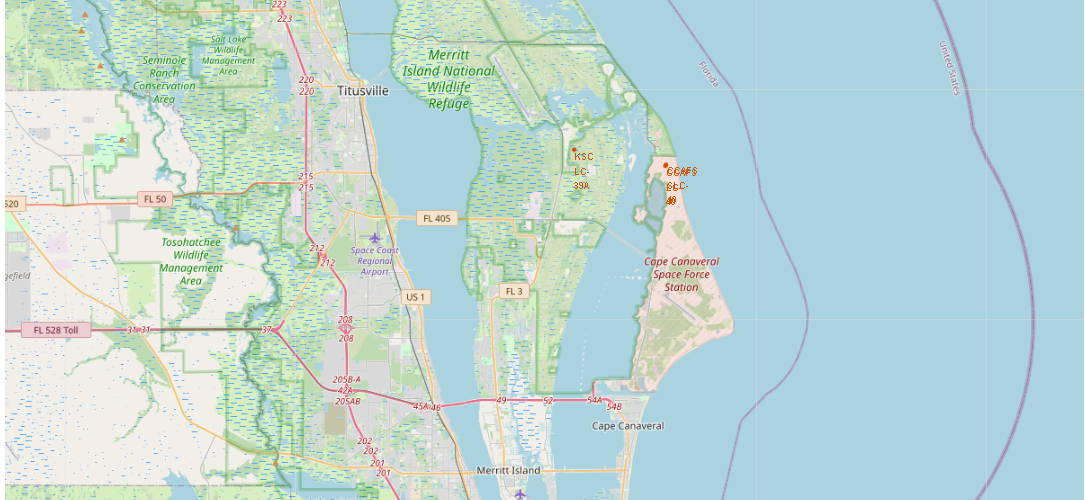 223
223
Salt Lake
Wildlife
Management
Area
Seminole
Ranch
Conservation
Area
220
220
Titusville
Merritt
Island National
Wildlife
Refuge
Florida
United States
KSC
LC-
39A
215
215
FL 50
520
FL 405
Tosohatchee
Wildlife
Management
Area
212
212
Space Coast
Regional
Airport
gefield
Cape Canaveral
Space Force
Station
US 1
FL 3
FL 528 Toll
31
31
37
208
208
205B-A
42A
205AB
45A
46
49
52
54A
54B
Cape Canaveral
202
202
201
201
Merritt Island